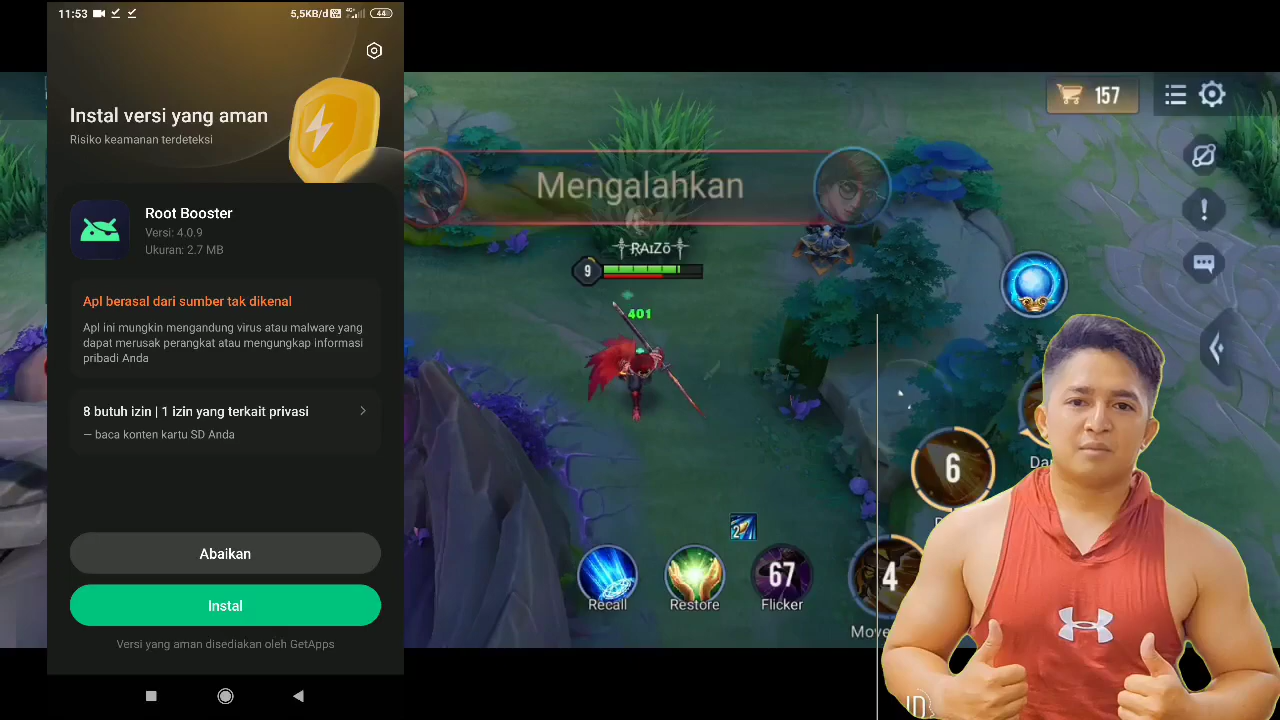 11:53
5,5KB/d
4G
44
Instal versi yang aman
Risiko keamanan terdeteksi
Root Booster
Versi: 4.0.9
Ukuran: 2.7 MB
Apl berasal dari sumber tak dikenal
Apl ini mungkin mengandung virus atau malware yang
dapat merusak perangkat atau mengungkap informasi
pribadi Anda
8 butuh izin | 1 izin yang terkait privasi
— baca konten kartu SD Anda
Abaikan
Instal
Versi yang aman disediakan oleh GetApps
157
Mengalahkan
RAIZō
9
401
6
2
67
4
Recall
Restore
Flicker